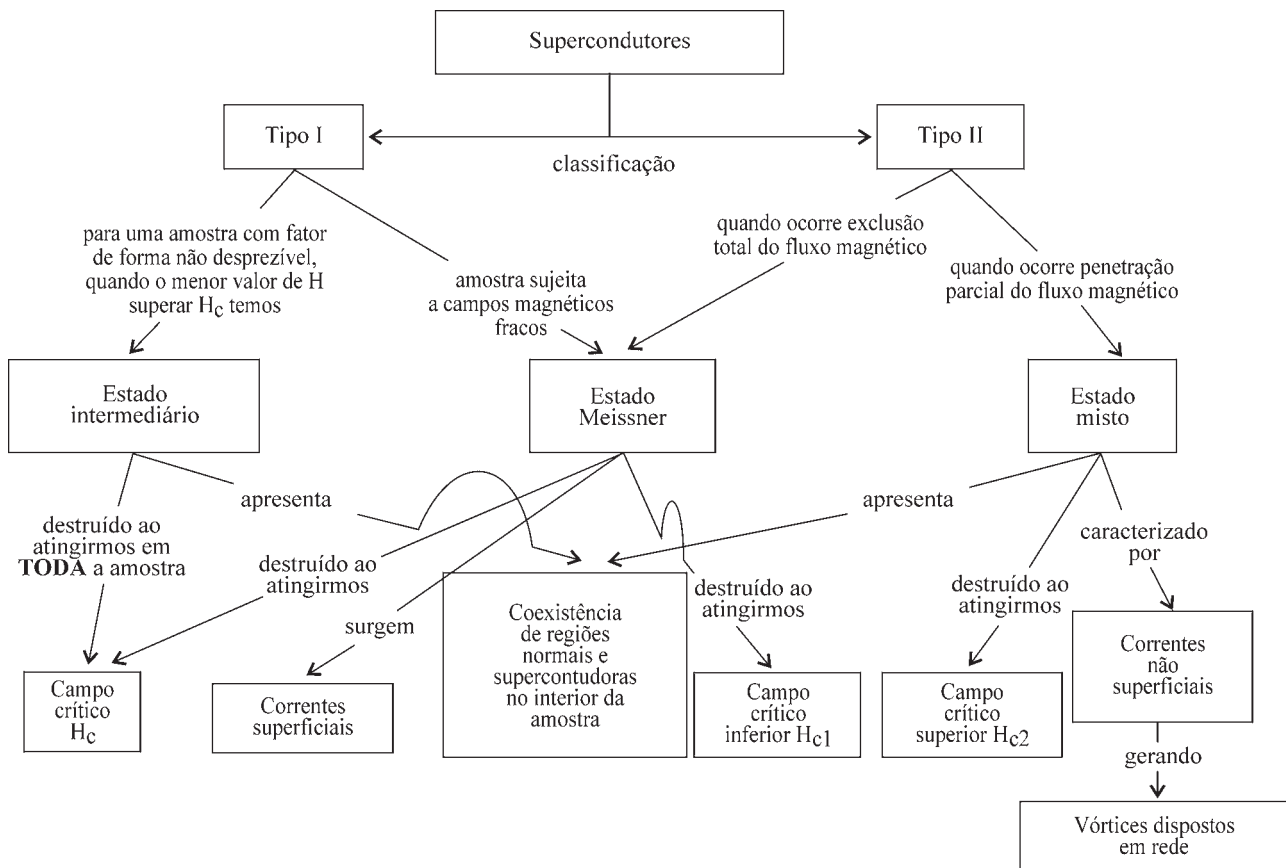 Supercondutores
Tipo I
Tipo II
classificação
para uma amostra com fator
de forma não desprezível,
quando o menor valor de H
superar Hc temos
amostra sujeita
a campos magnéticos
fracos
quando ocorre exclusão
total do fluxo magnético
quando ocorre penetração
parcial do fluxo magnético
Estado
intermediário
Estado
Meissner
Estado
misto
apresenta
destruído ao
atingirmos em
TODA a amostra
destruído ao
atingirmos
surgem
destruído ao
atingirmos
apresenta
destruído ao
atingirmos
caracterizado
por
Campo
crítico
Hc
Correntes
superficiais
Coexistência
de regiões
normais e
supercontudoras
no interior da
amostra
Campo
crítico
inferior Hc1
Campo
crítico
superior Hc2
Correntes
não
superficiais
gerando
Vórtices dispostos
em rede